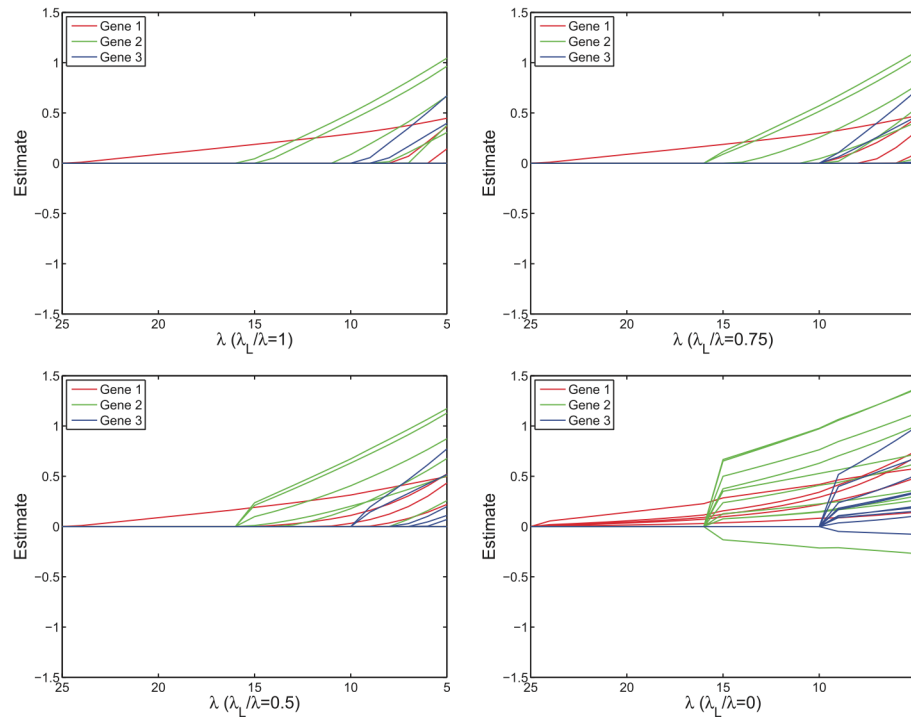 1.5
1
0.5
0
−0.5
−1
−1.5
Estimate
Gene 1
Gene 2
Gene 3
25
20
15
10
5
λ (λL/λ=1)
1.5
1
0.5
0
−0.5
−1
−1.5
Estimate
Gene 1
Gene 2
Gene 3
25
20
15
10
λ (λL/λ=0.75)
1.5
1
0.5
0
−0.5
−1
−1.5
Estimate
Gene 1
Gene 2
Gene 3
25
20
15
10
5
λ (λL/λ=0.5)
1.5
1
0.5
0
−0.5
−1
−1.5
Estimate
Gene 1
Gene 2
Gene 3
25
20
15
10
λ (λL/λ=0)